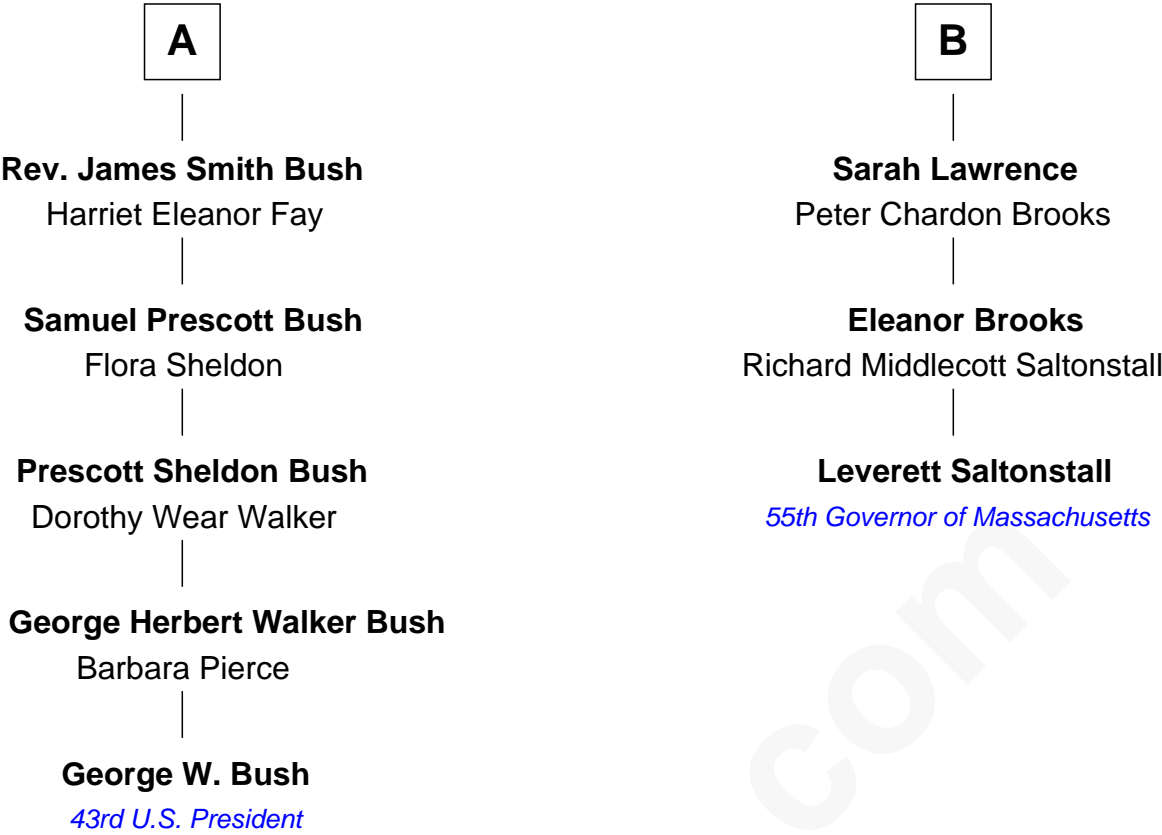 A
Rev. James Smith Bush
Harriet Eleanor Fay
Samuel Prescott Bush
Flora Sheldon
Prescott Sheldon Bush
Dorothy Wear Walker
George Herbert Walker Bush
Barbara Pierce
George W. Bush
43rd U.S. President
B
Sarah Lawrence
Peter Chardon Brooks
Eleanor Brooks
Richard Middlecott Saltonstall
Leverett Saltonstall
55th Governor of Massachusetts
com